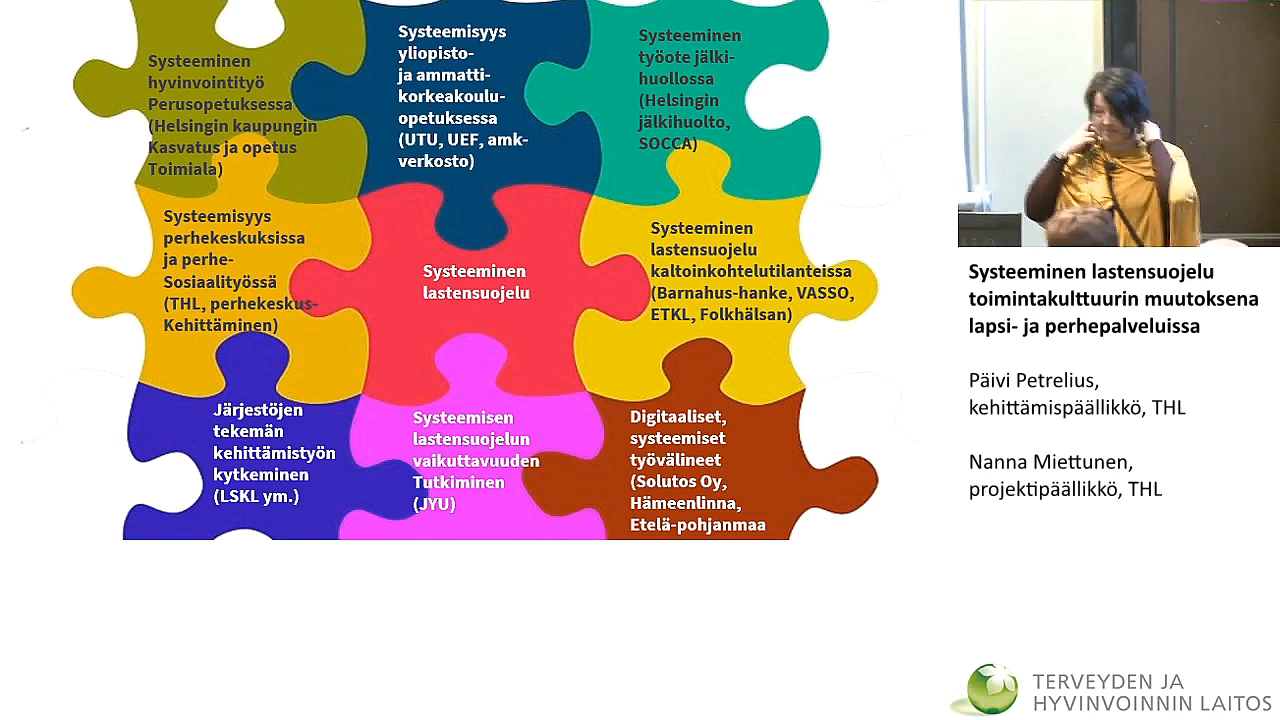 Systeeminen
hyvinvointityö
Perusopetuksessa
(Helsingin kaupungin
Kasvatus ja opetus
Toimiala)
Systeemisyys
yliopisto-
ja ammatti-
korkeakoulu-
opetuksessa
(UTU, UEF, amk-
verkosto)
Systeeminen
työote jälki-
huollossa
(Helsingin
jälkihuolto,
SOCCA)
Systeemisyys
perhekeskuksissa
ja perhe-
Sosiaalityössä
(THL, perhekeskus-
Kehittäminen)
Systeeminen
lastensuojelu
Systeeminen
lastensuojelu
kaltoinkohtelutilanteissa
(Barnahus-hanke, VASSO,
ETKL, Folkhälsan)
Järjestöjen
tekemän
kehittämistyön
kytkeminen
(LSKL ym.)
Systeemisen
lastensuojelun
vaikuttavuuden
Tutkiminen
(JYU)
Digitaaliset,
systeemiset
työvälineet
(Solutos Oy,
Hämeenlinna,
Etelä-pohjanmaa
Systeeminen lastensuojelu
toimintakulttuurin muutoksena
lapsi- ja perhepalveluissa
Päivi Petrelius,
kehittämispäällikkö, THL
Nanna Miettunen,
projektipäällikkö, THL
TERVEYDEN JA
HYVINVOINNIN LAITOS